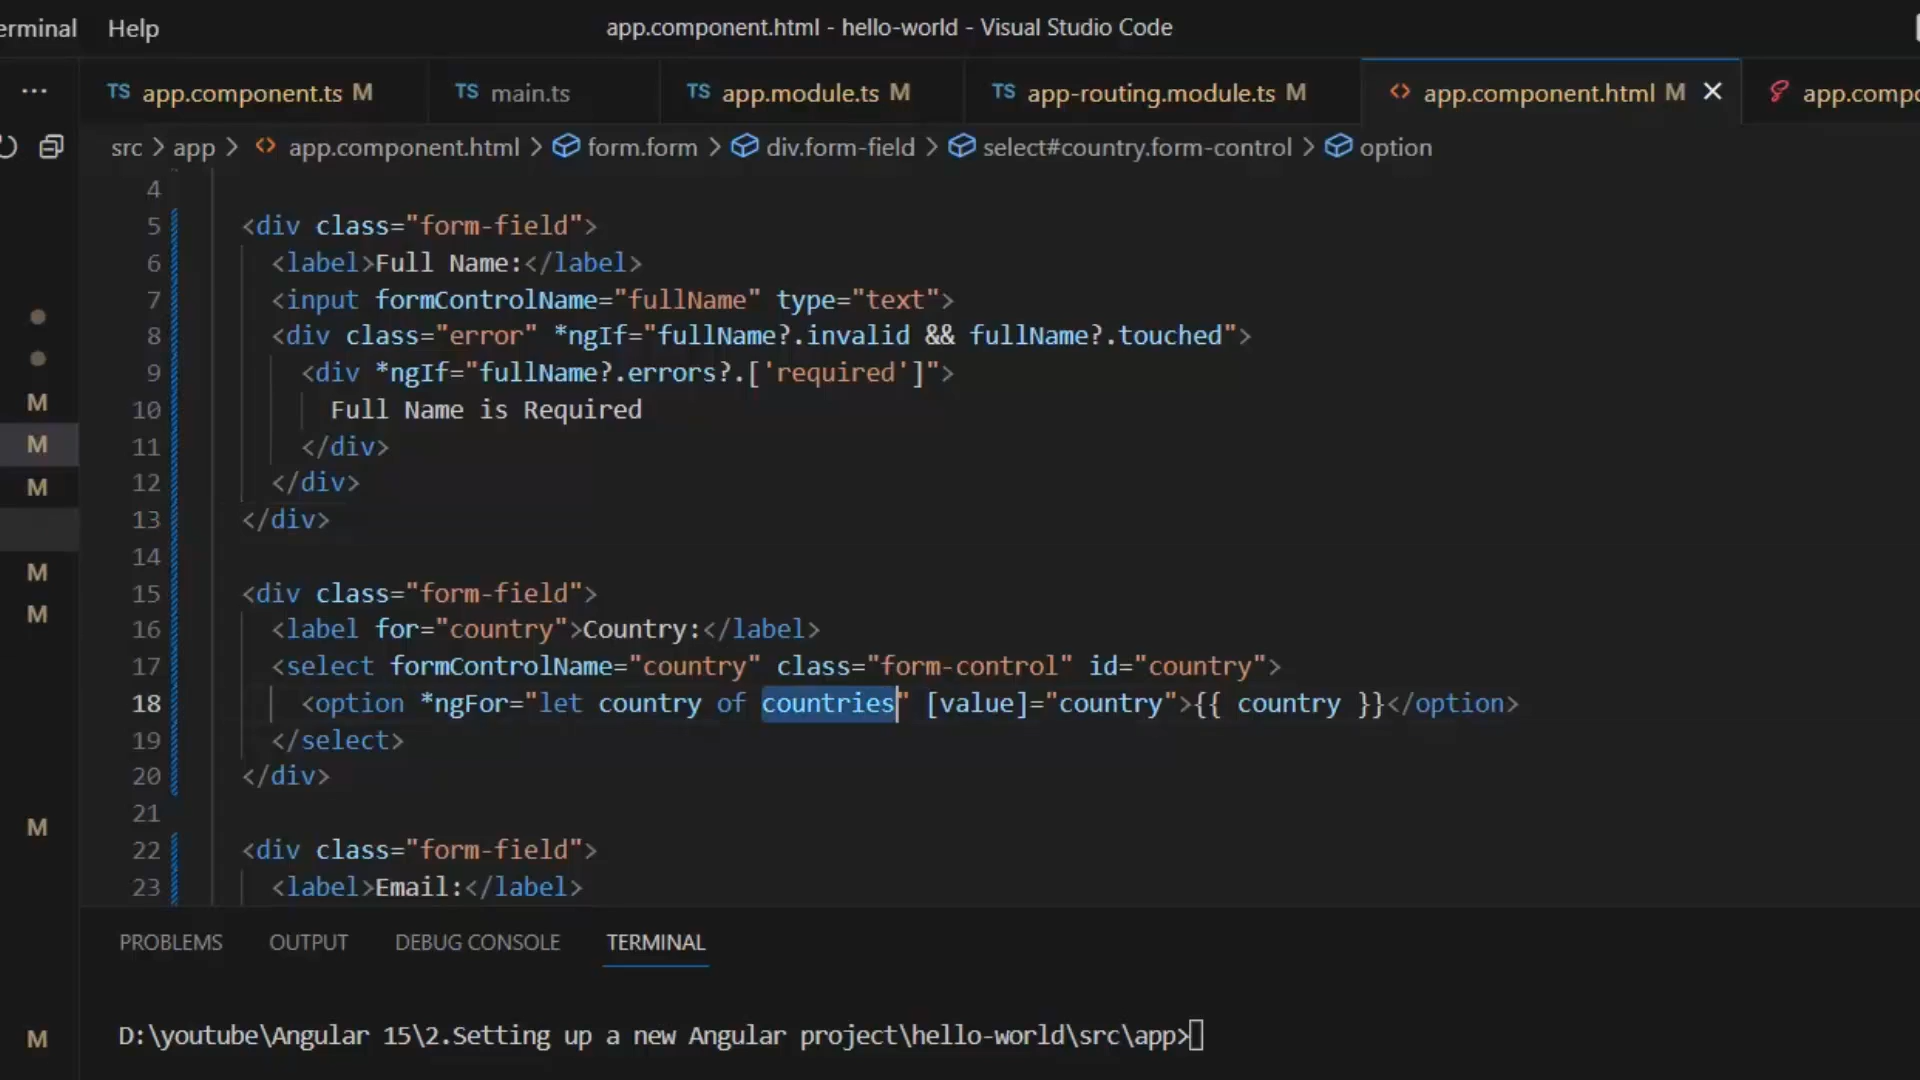 erminal Help app.component.html - hello-world - Visual Studio Code
... TS app.component.ts M TS main.ts TS app.module.ts M TS app-routing.module.ts M <> app.component.html M × app.compo
src > app > <> app.component.html > form.form > div.form-field > select#country.form-control > option
4
5 <div class="form-field">
6 <label>Full Name:</label>
7 <input formControlName="fullName" type="text">
8 <div class="error" *ngIf="fullName?.invalid && fullName?.touched">
9 <div *ngIf="fullName?.errors?.['required']">
10 Full Name is Required
11 </div>
12 </div>
13 </div>
14
15 <div class="form-field">
16 <label for="country">Country:</label>
17 <select formControlName="country" class="form-control" id="country">
18 <option *ngFor="let country of countries" [value]="country">{{ country }}</option>
19 </select>
20 </div>
21
22 <div class="form-field">
23 <label>Email:</label>
M
M
M
M
M
M
M
PROBLEMS OUTPUT DEBUG CONSOLE TERMINAL
D:\youtube\Angular 15\2.Setting up a new Angular project\hello-world\src\app>